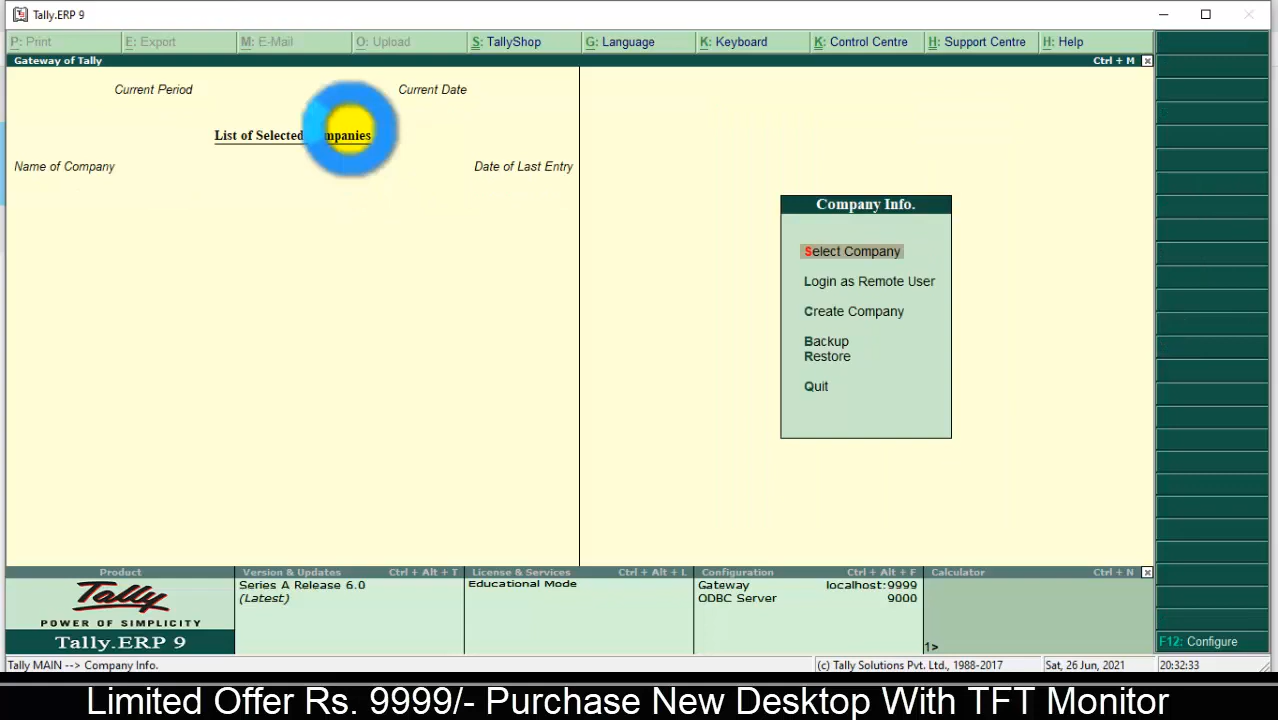 Tally.ERP 9
P: Print E: Export M: E-Mail O: Upload S: TallyShop G: Language K: Keyboard K: Control Centre H: Support Centre H: Help
Gateway of Tally Ctrl + M
Current Period Current Date
List of Selected mpanies
Name of Company Date of Last Entry
Company Info.
Select Company
Login as Remote User
Create Company
Backup
Restore
Quit
Product Version & Updates Ctrl + Alt + T License & Services Ctrl + Alt + L Configuration Ctrl + Alt + F Calculator Ctrl + N
Series A Release 6.0 Educational Mode Gateway localhost:9999
(Latest) ODBC Server 9000
Tally
POWER OF SIMPLICITY
Tally.ERP 9
1>
F12: Configure
Tally MAIN --> Company Info. (c) Tally Solutions Pvt. Ltd., 1988-2017 Sat, 26 Jun, 2021 20:32:33
Limited Offer Rs. 9999/- Purchase New Desktop With TFT Monitor